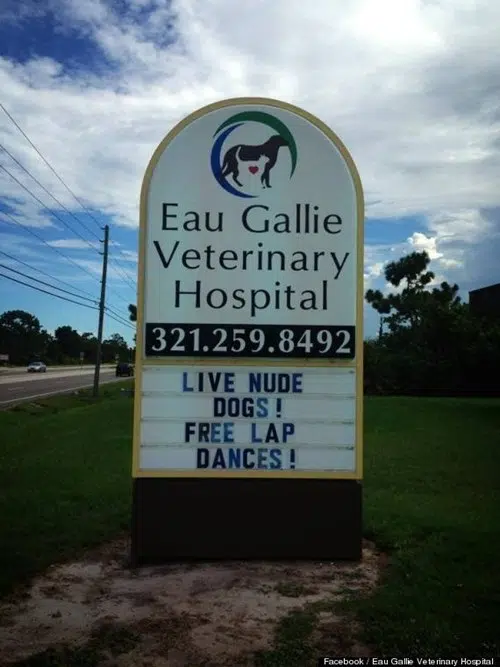 Eau Gallie
Veterinary
Hospital
321.259.8492
LIVE NUDE
DOGS!
FREE LAP
DANCES!
Facebook / Eau Gallie Veterinary Hospital